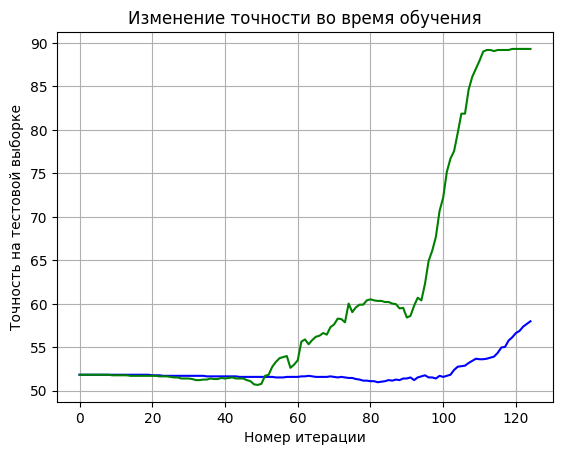 Изменение точности во время обучения
Точность на тестовой выборке
90
85
80
75
70
65
60
55
50
0 20 40 60 80 100 120
Номер итерации